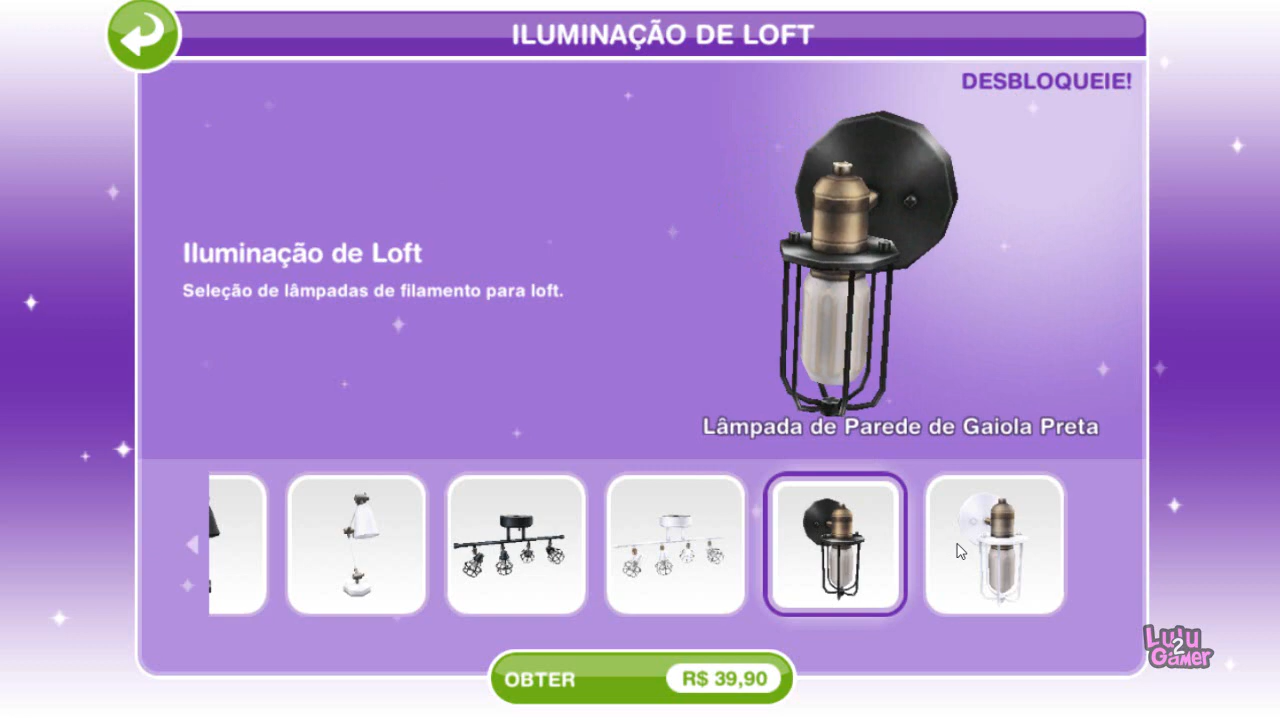 ILUMINAÇÃO DE LOFT
DESBLOQUEIE!
Iluminação de Loft
Seleção de lâmpadas de filamento para loft.
Lâmpada de Parede de Gaiola Preta
OBTER R$ 39,90
Lulu
2
Gamer